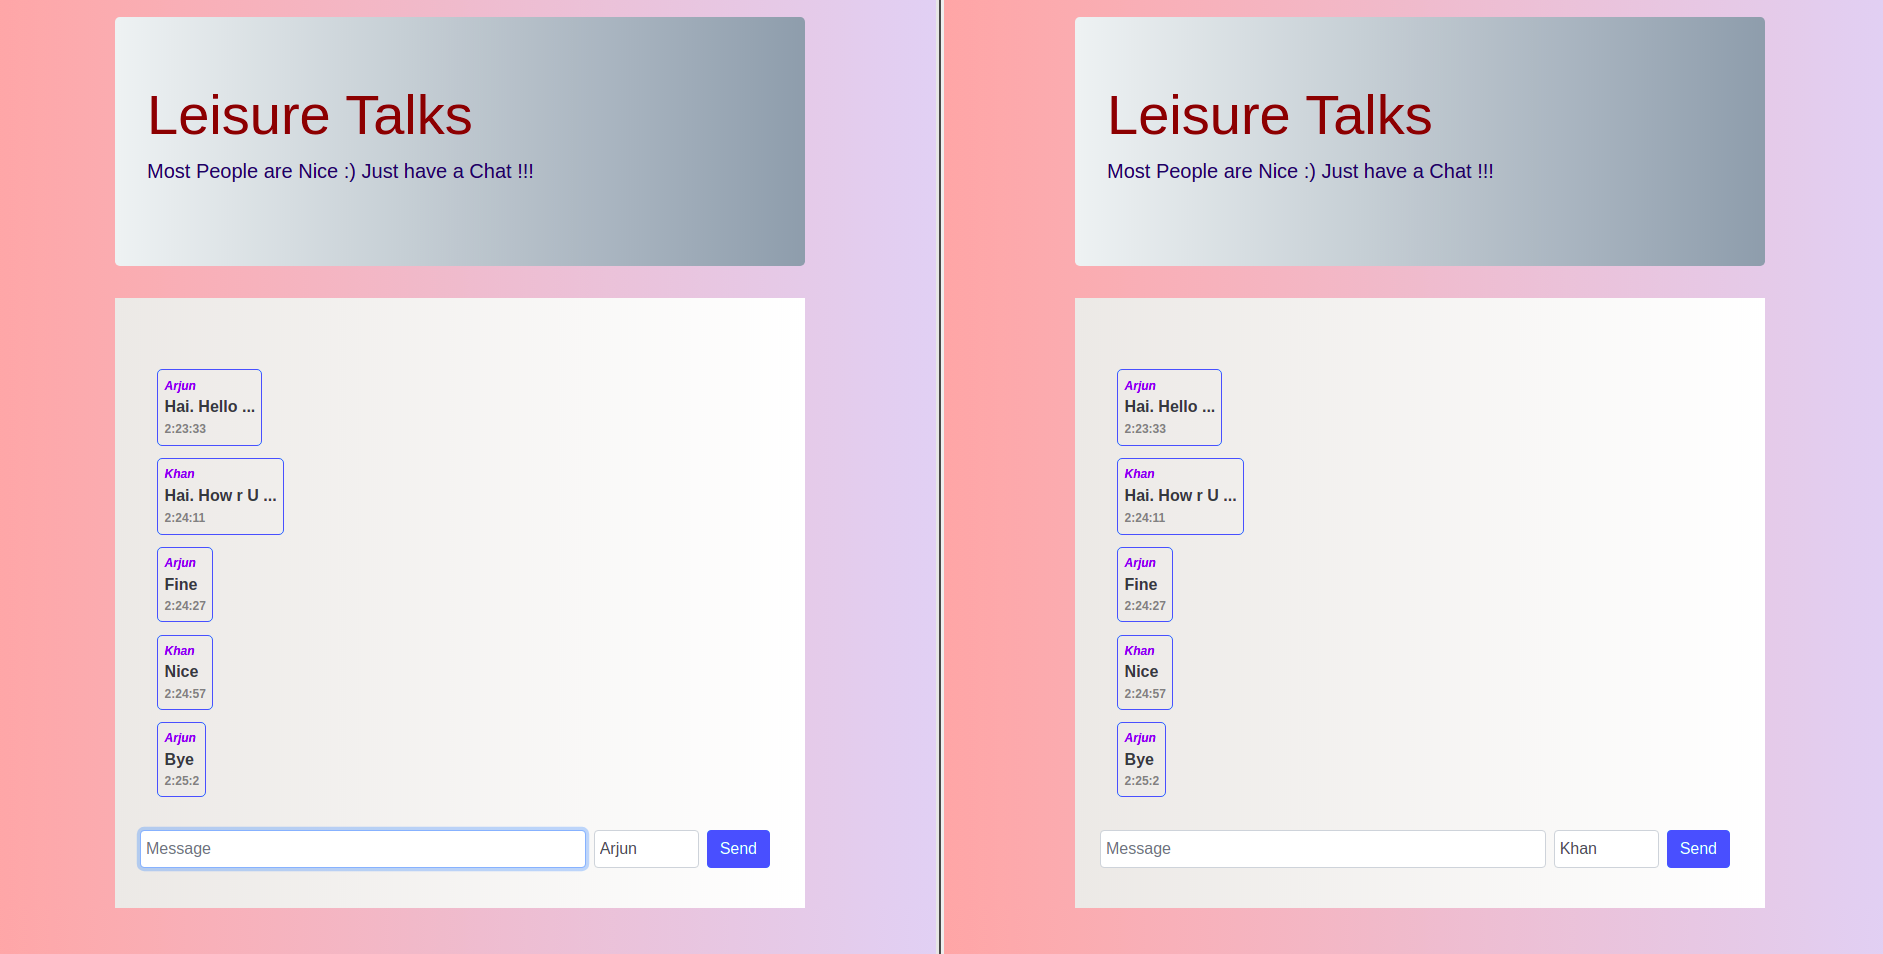 Leisure Talks
Most People are Nice :) Just have a Chat !!!
Arjun
Hai. Hello ...
2:23:33
Khan
Hai. How r U ...
2:24:11
Arjun
Fine
2:24:27
Khan
Nice
2:24:57
Arjun
Bye
2:25:2
Message
Arjun
Send
Leisure Talks
Most People are Nice :) Just have a Chat !!!
Arjun
Hai. Hello ...
2:23:33
Khan
Hai. How r U ...
2:24:11
Arjun
Fine
2:24:27
Khan
Nice
2:24:57
Arjun
Bye
2:25:2
Message
Khan
Send